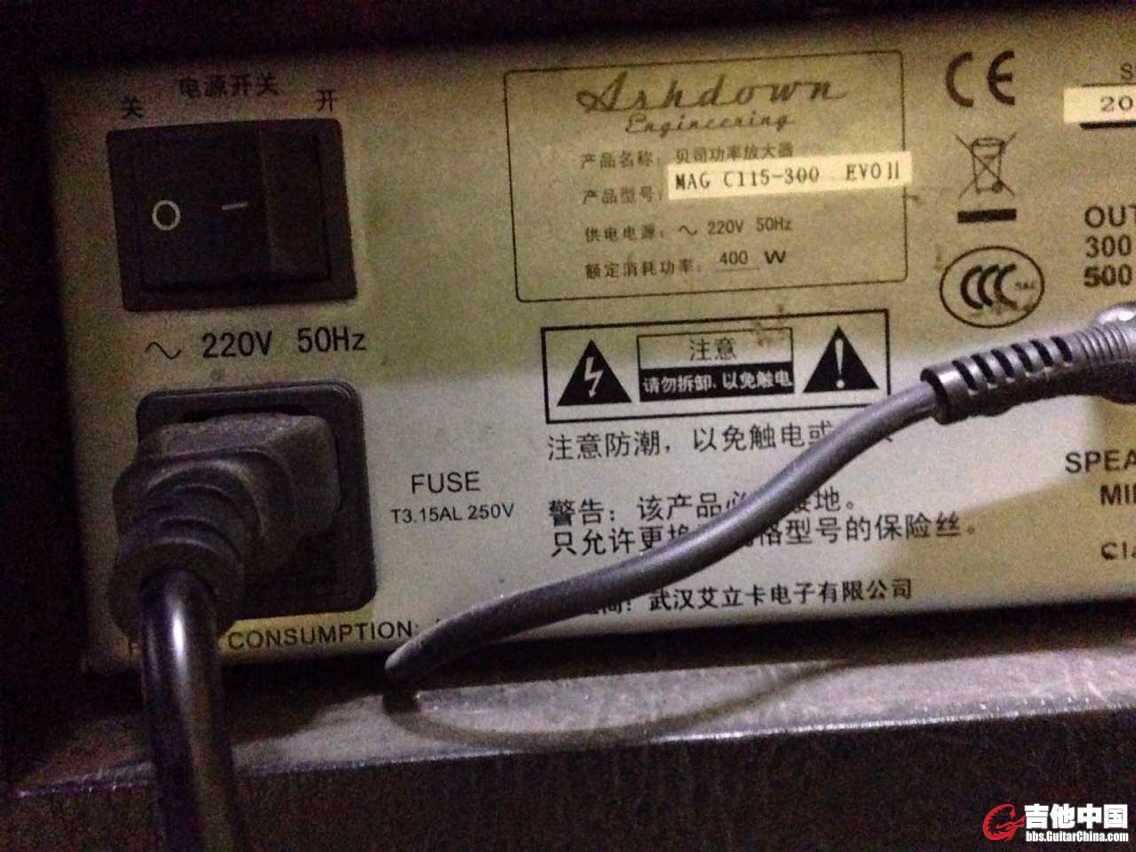 电源开关
关 开
Ashdown
Engineering
产品名称: 贝司功率放大器
产品型号: MAG C115-300 EVO II
供电电源: ~ 220V 50Hz
额定消耗功率: 400 W
CE
20
OUT
300
500
CCC
S&E
~ 220V 50Hz
注意
请勿拆卸, 以免触电
注意防潮, 以免触电或
FUSE
T3.15AL 250V
警告: 该产品必 接地。
只允许更换 规格型号的保险丝。
SPEA
MI
武汉艾立卡电子有限公司
CONSUMPTION:
吉他中国
bbs.GuitarChina.com